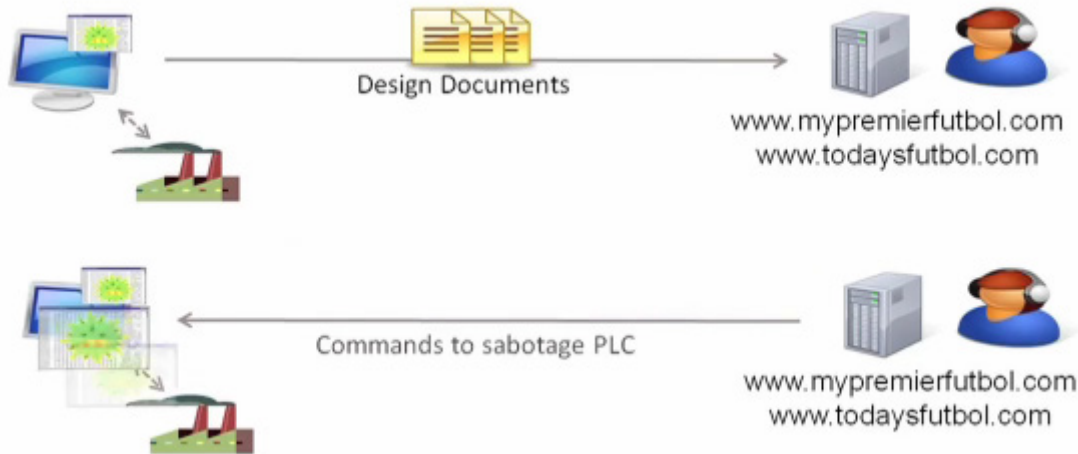 Design Documents
www.mypremierfutbol.com
www.todaysfutbol.com
Commands to sabotage PLC
www.mypremierfutbol.com
www.todaysfutbol.com